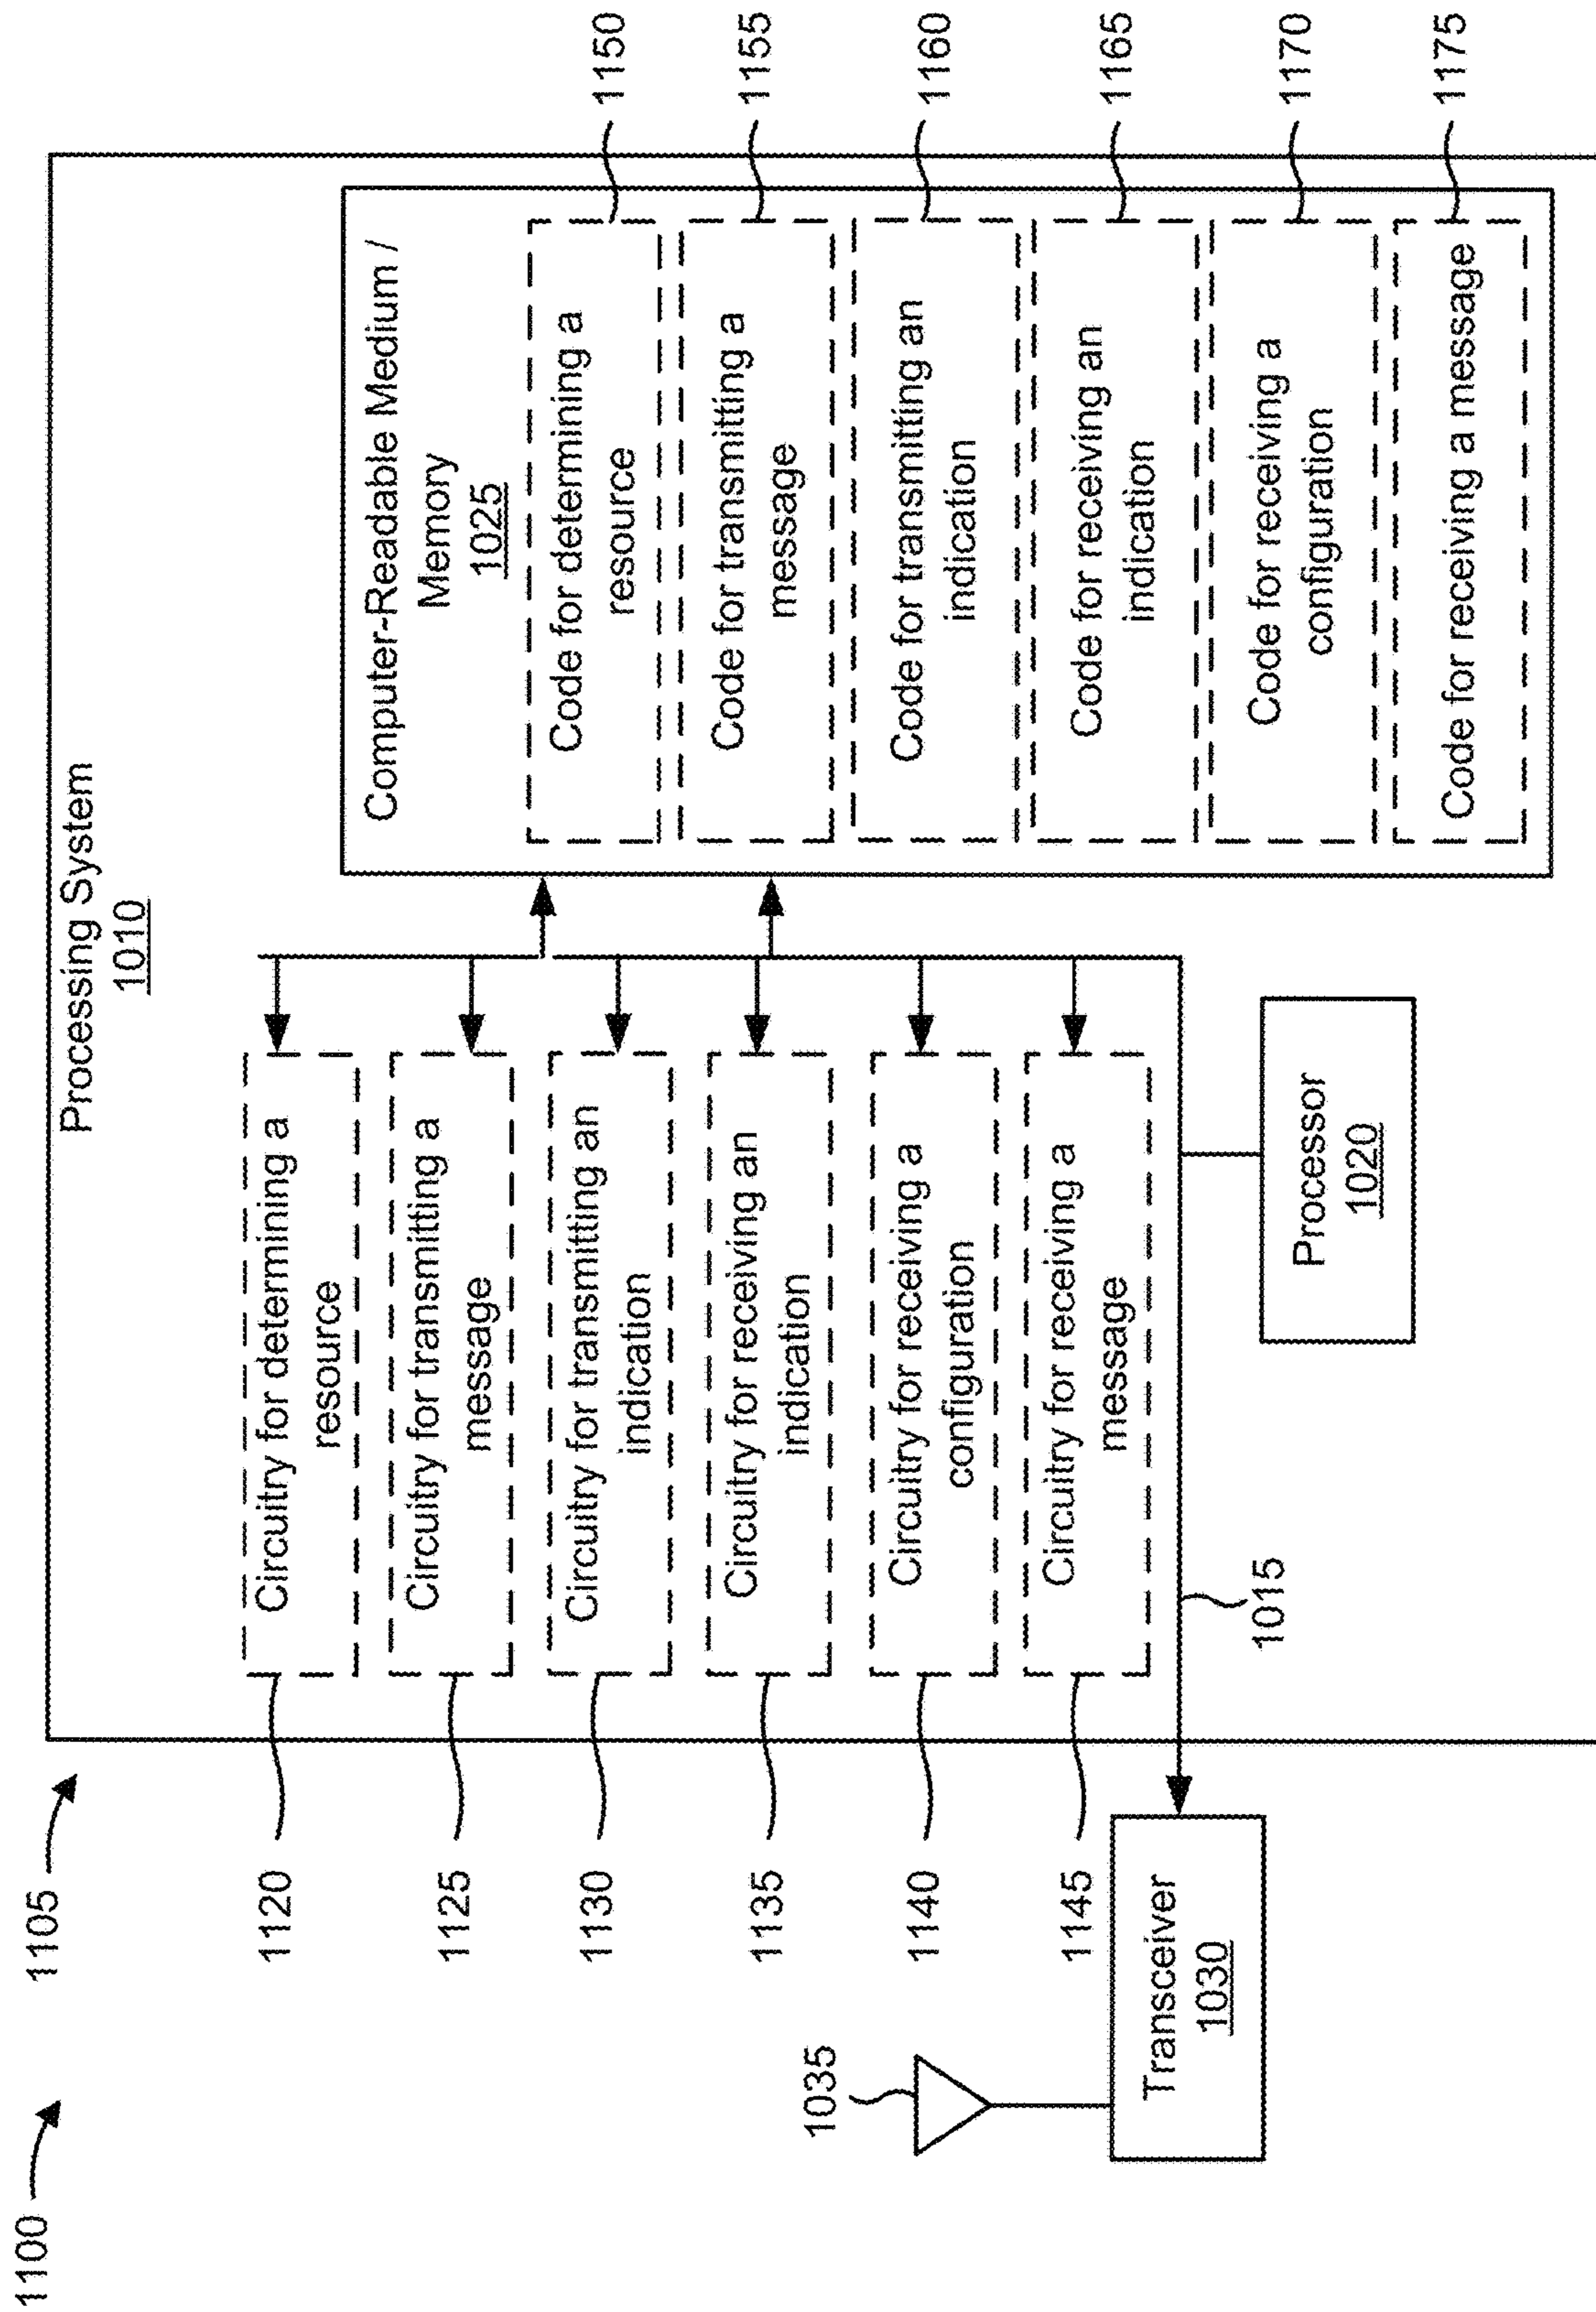 1100
1105
Processing System
1010
1120
Circuitry for determining a
resource
1125
Circuitry for transmitting a
message
1130
Circuitry for transmitting an
indication
1135
Circuitry for receiving an
indication
1140
Circuitry for receiving a
configuration
1145
Circuitry for receiving a
message
Computer-Readable Medium /
Memory
1025
Code for determining a
resource
1150
Code for transmitting a
message
1155
Code for transmitting an
indication
1160
Code for receiving an
indication
1165
Code for receiving a
configuration
1170
Code for receiving a message
1175
1035
Transceiver
1030
1015
Processor
1020